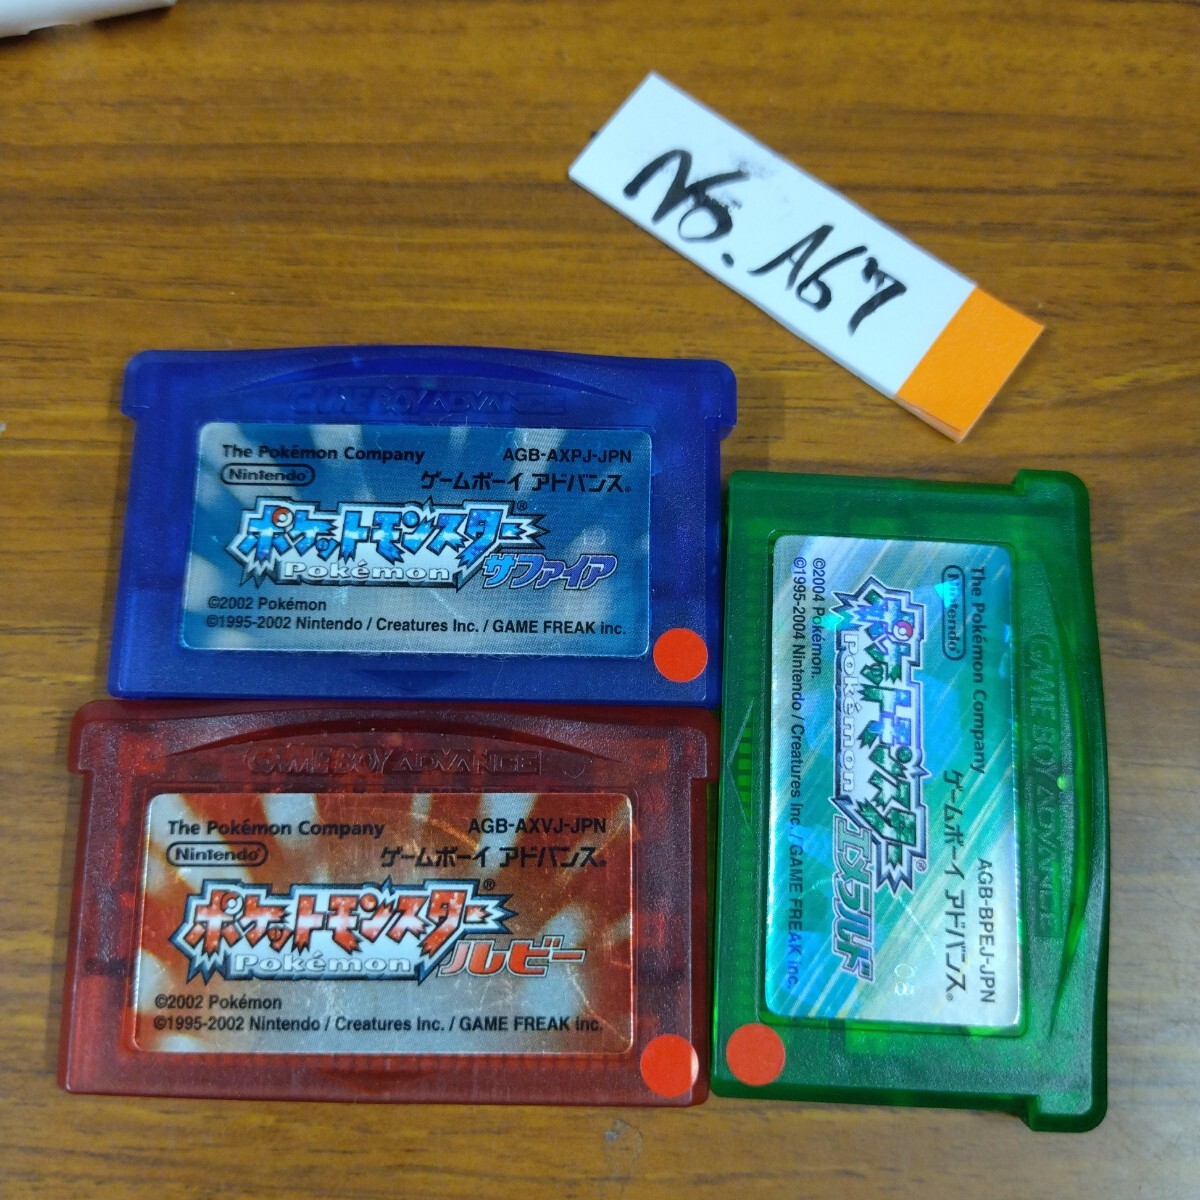 No. A67
GAME BOY ADVANCE
The Pokémon Company AGB-AXPJ-JPN
Nintendo ゲームボーイ アドバンス®
ポケットモンスター®
Pokémon サファイア
©2002 Pokémon
©1995-2002 Nintendo / Creatures Inc. / GAME FREAK inc.
GAME BOY ADVANCE
The Pokémon Company AGB-AXVJ-JPN
Nintendo ゲームボーイ アドバンス®
ポケットモンスター®
Pokémon ルビー
©2002 Pokémon
©1995-2002 Nintendo / Creatures Inc. / GAME FREAK inc.
GAME BOY ADVANCE
The Pokémon Company AGB-BPEJ-JPN
Nintendo ゲームボーイ アドバンス®
ポケットモンスター®
Pokémon エメラルド
©2004 Pokémon.
©1995-2004 Nintendo / Creatures Inc. / GAME FREAK inc.